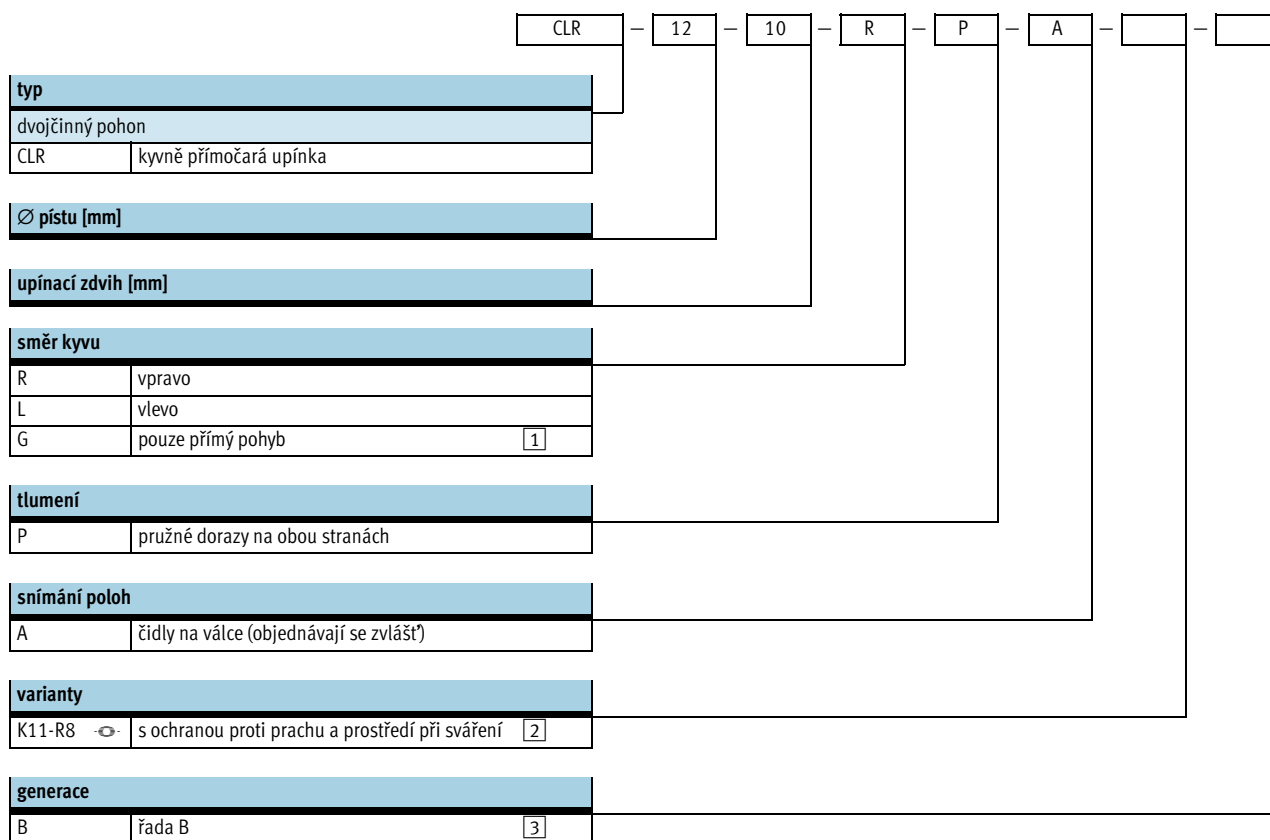 CLR – 12 – 10 – R – P – A – –
typ
dvojčinný pohon
CLR kyvně přímočará upínka
∅ pístu [mm]
upínací zdvih [mm]
směr kyvu
R vpravo
L vlevo
G pouze přímý pohyb 1
tlumení
P pružné dorazy na obou stranách
snímání poloh
A čidly na válce (objednávají se zvlášť)
varianty
K11-R8 s ochranou proti prachu a prostředí při sváření 2
generace
B řada B 3